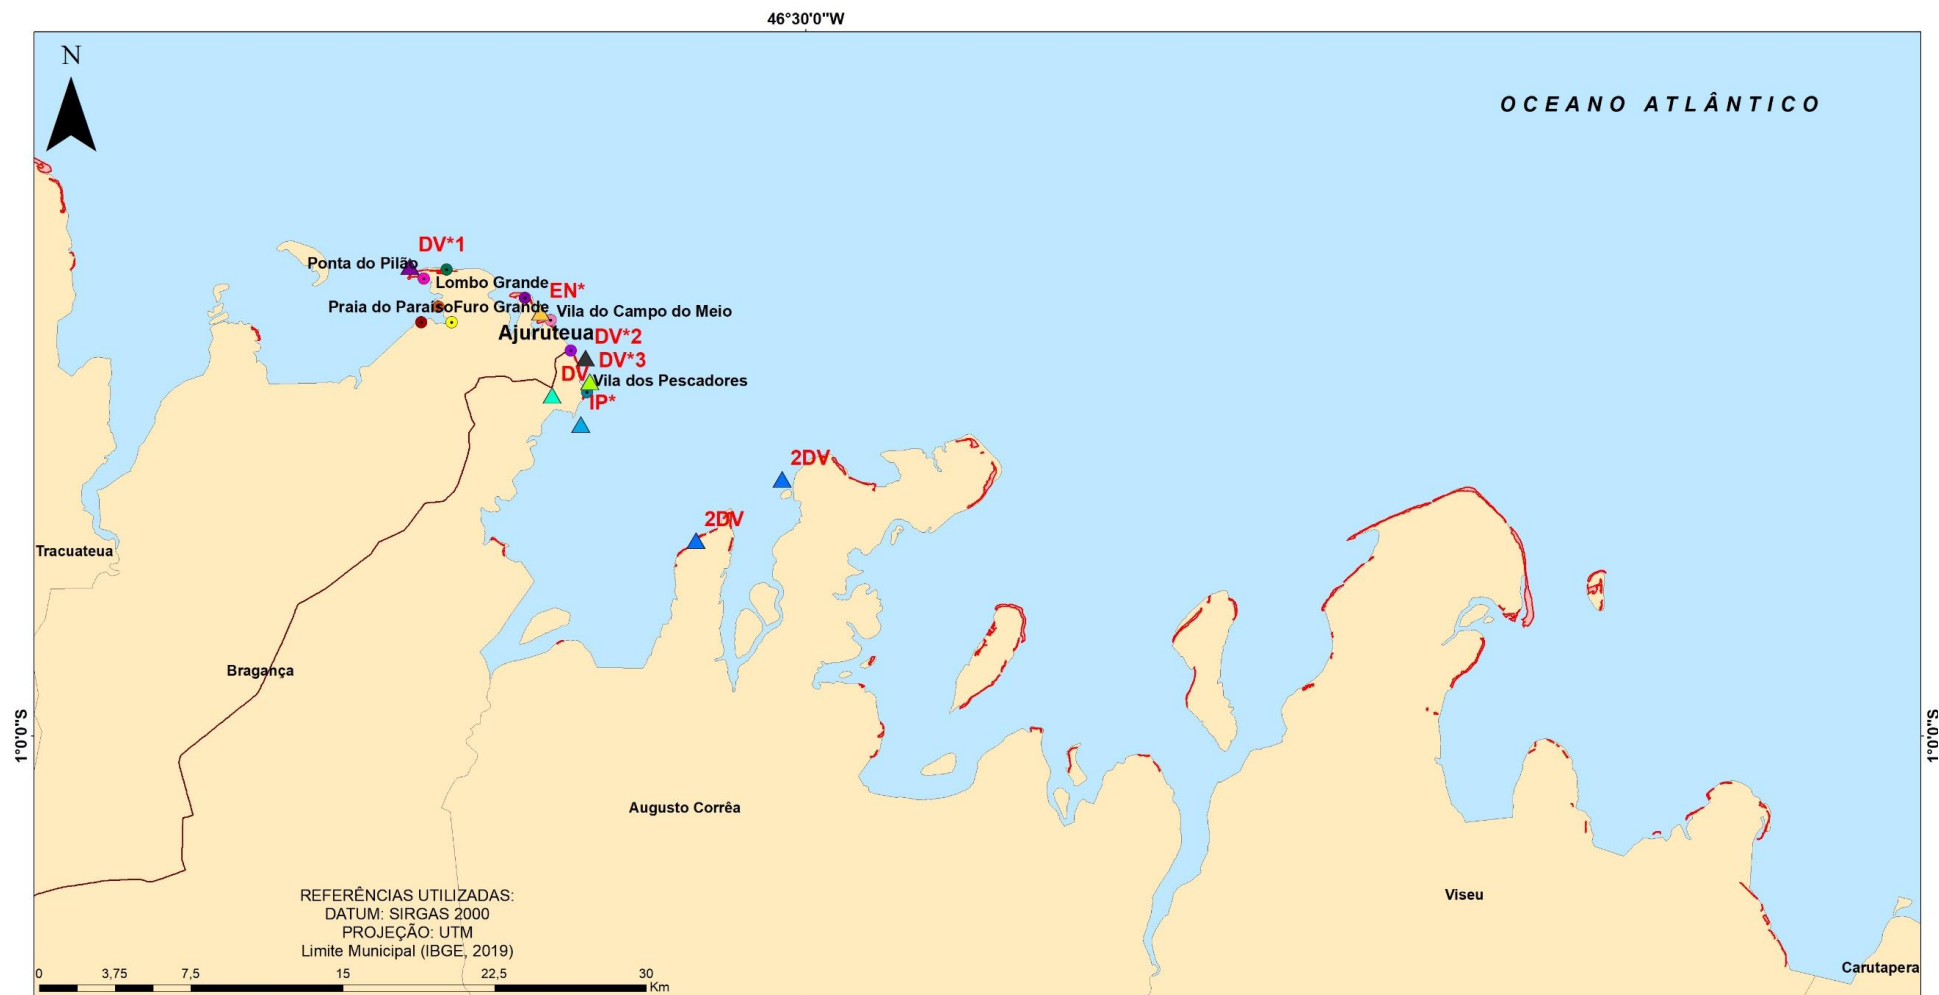 46°30'0"W
N
OCEANO ATLÂNTICO
DV*1
Ponta do Pilão
Lombo Grande
EN*
Praia do Paraíso
Furo Grande
Vila do Campo do Meio
Ajuruteua
DV*2
DV*3
DV
Vila dos Pescadores
IP*
2DV
2DV
Tracuateua
Bragança
1°0'0"S
1°0'0"S
Augusto Corrêa
Viseu
REFERÊNCIAS UTILIZADAS:
DATUM: SIRGAS 2000
PROJEÇÃO: UTM
Limite Municipal (IBGE, 2019)
Carutapera
0 3,75 7,5 15 22,5 30
Km